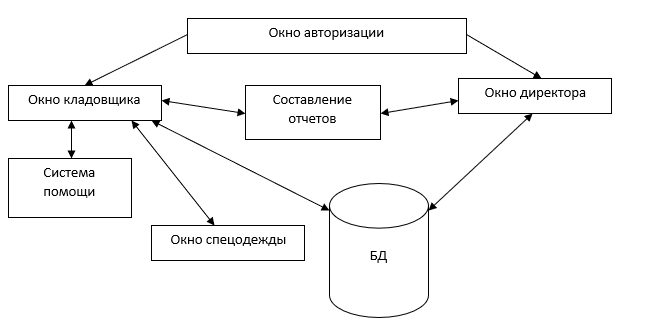 Окно авторизации
Окно кладовщика
Составление
отчетов
Окно директора
Система
помощи
Окно спецодежды
БД